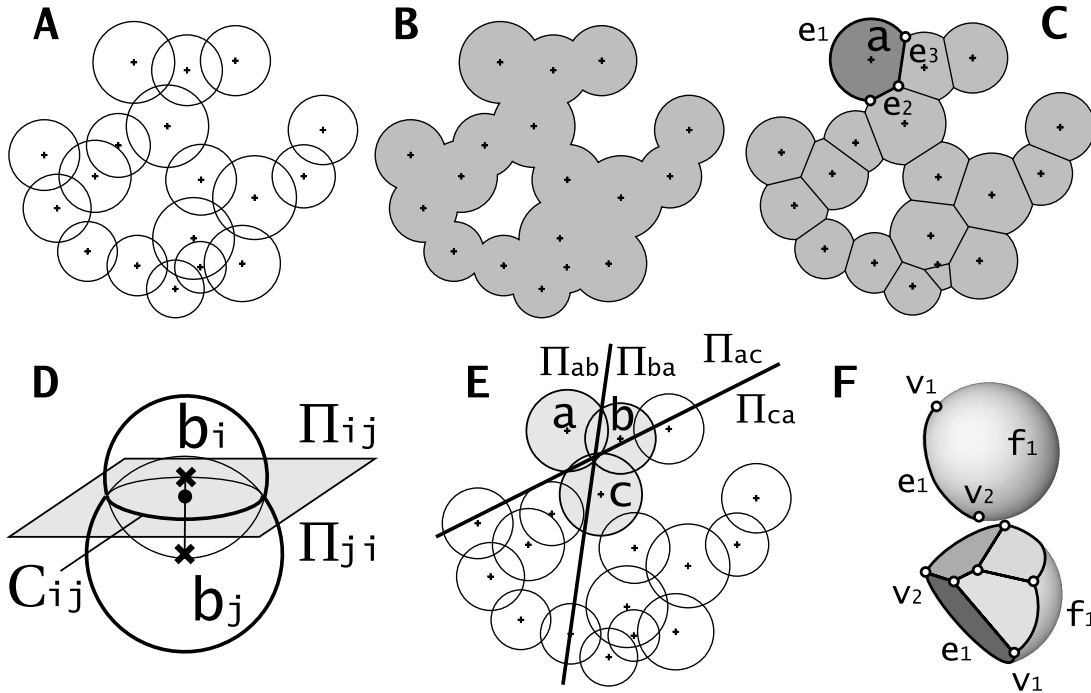 A
B
C
e1
a
e3
e2
D
bi
Πij
Πji
Cij
bj
E
Πab
Πba
Πac
Πca
a
b
c
F
v1
f1
e1
v2
v2
f1
e1
v1